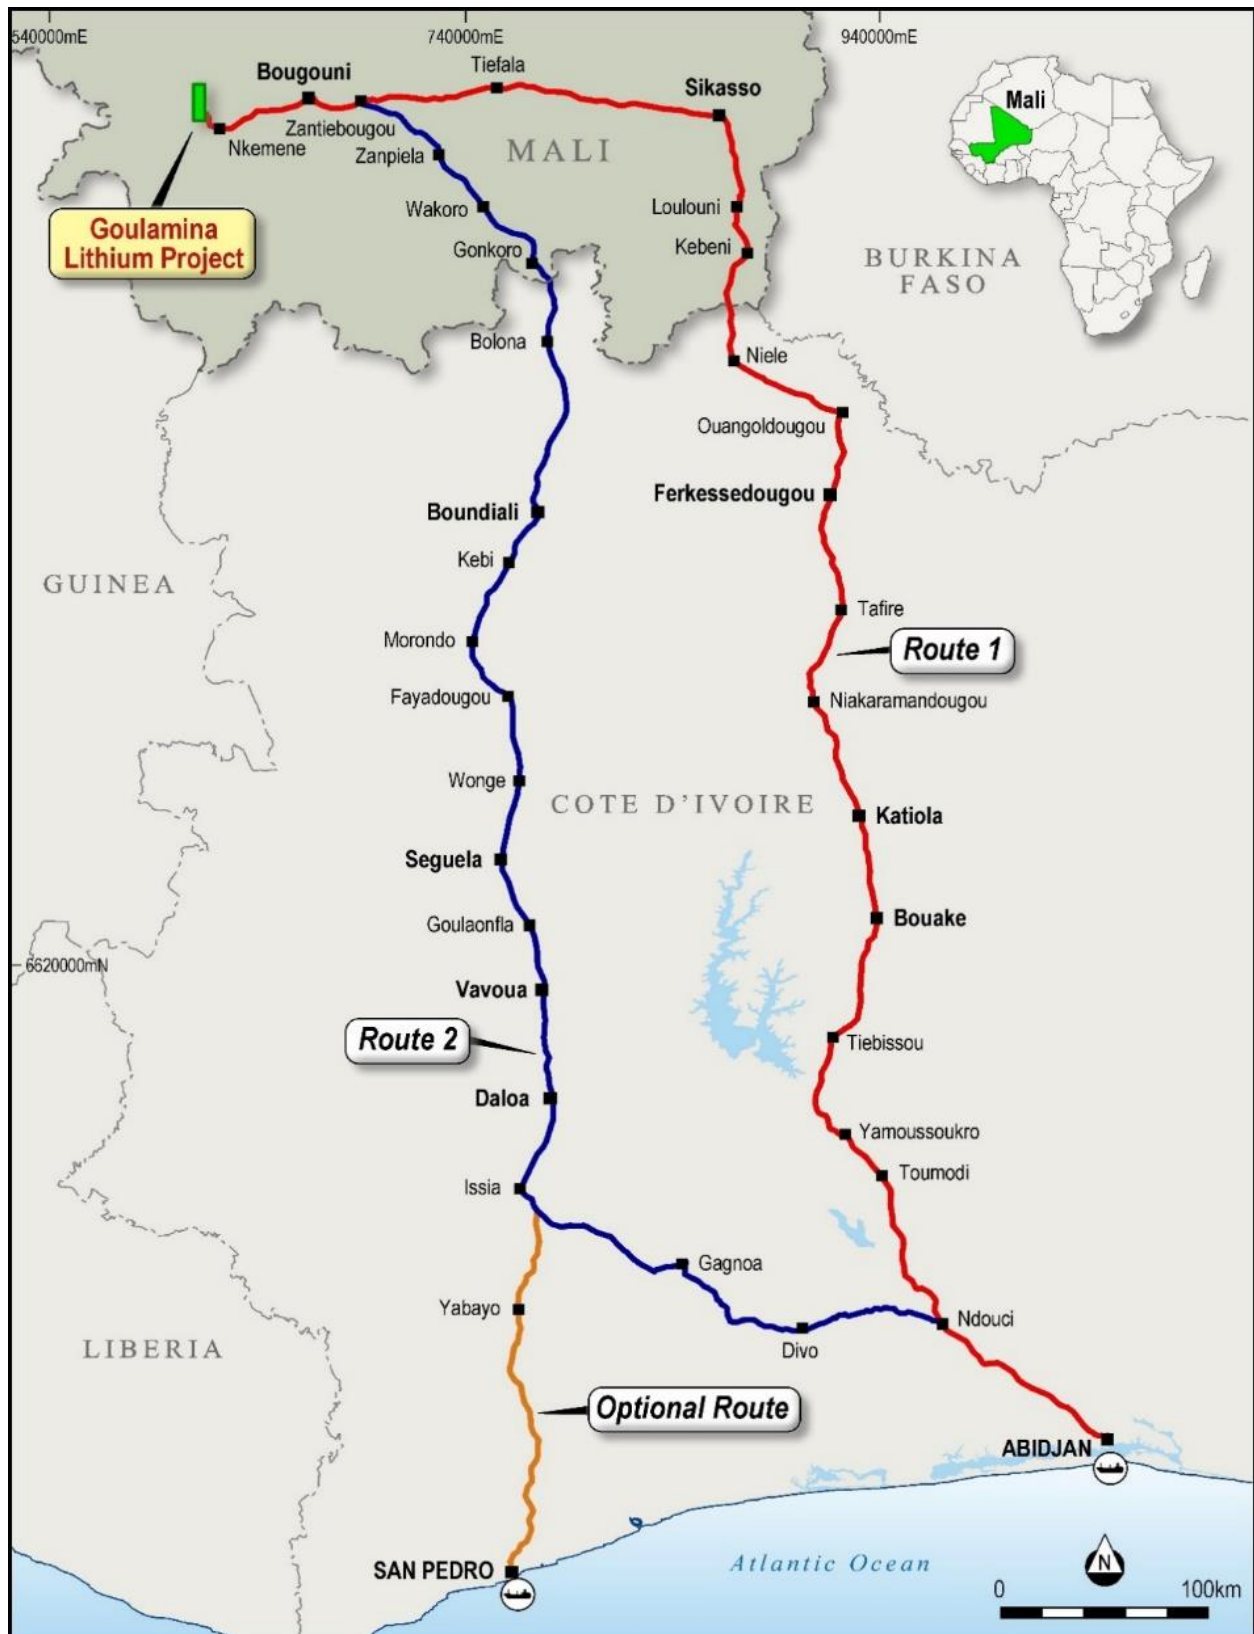 540000mE
740000mE
940000mE
Bougouni
Tiefala
Sikasso
Mali
Zantiebougou
Nkemene
Zanpiela
MALI
Goulamina
Lithium Project
Wakoro
Loulouni
Gonkoro
Kebeni
BURKINA
FASO
Bolona
Niele
Ouangoldougou
Ferkessedougou
Boundiali
Kebi
GUINEA
Tafire
Morondo
Route 1
Fayadougou
Niakaramandougou
Wonge
COTE D'IVOIRE
Katiola
Seguela
Goulaonfla
Bouake
6620000mN
Vavoua
Route 2
Tiebissou
Daloa
Yamoussoukro
Toumodi
Issia
Gagnoa
Yabayo
Ndouci
LIBERIA
Divo
Optional Route
ABIDJAN
SAN PEDRO
Atlantic Ocean
N
0 100km